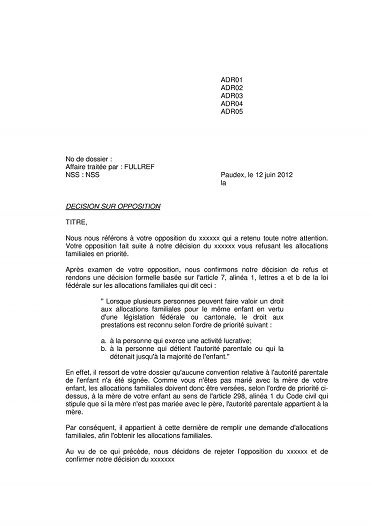 ADR01
ADR02
ADR03
ADR04
ADR05
No de dossier :
Affaire traitée par : FULLREF
NSS : NSS
Paudex, le 12 juin 2012
la
DECISION SUR OPPOSITION
TITRE,
Nous nous référons à votre opposition du xxxxxx qui a retenu toute notre attention.
Votre opposition fait suite à notre décision du xxxxxx vous refusant les allocations
familiales en priorité.
Après examen de votre opposition, nous confirmons notre décision de refus et
rendons une décision formelle basée sur l'article 7, alinéa 1, lettres a et b de la loi
fédérale sur les allocations familiales qui dit ceci :
" Lorsque plusieurs personnes peuvent faire valoir un droit
aux allocations familiales pour le même enfant en vertu
d'une législation fédérale ou cantonale, le droit aux
prestations est reconnu selon l'ordre de priorité suivant :
a. à la personne qui exerce une activité lucrative;
b. à la personne qui détient l'autorité parentale ou qui la
détenait jusqu'à la majorité de l'enfant."
En effet, il ressort de votre dossier qu'aucune convention relative à l'autorité parentale
de l'enfant n'a été signée. Comme vous n'êtes pas marié avec la mère de votre
enfant, les allocations familiales doivent donc être versées, selon l'ordre de priorité ci-
dessus, à la mère de votre enfant au sens de l'article 298, alinéa 1 du Code civil qui
stipule que si la mère n'est pas mariée avec le père, l'autorité parentale appartient à la
mère.
Par conséquent, il appartient à cette dernière de remplir une demande d'allocations
familiales, afin l'obtenir les allocations familiales.
Au vu de ce qui précède, nous décidons de rejeter l'opposition du xxxxxx et de
confirmer notre décision du xxxxxxx